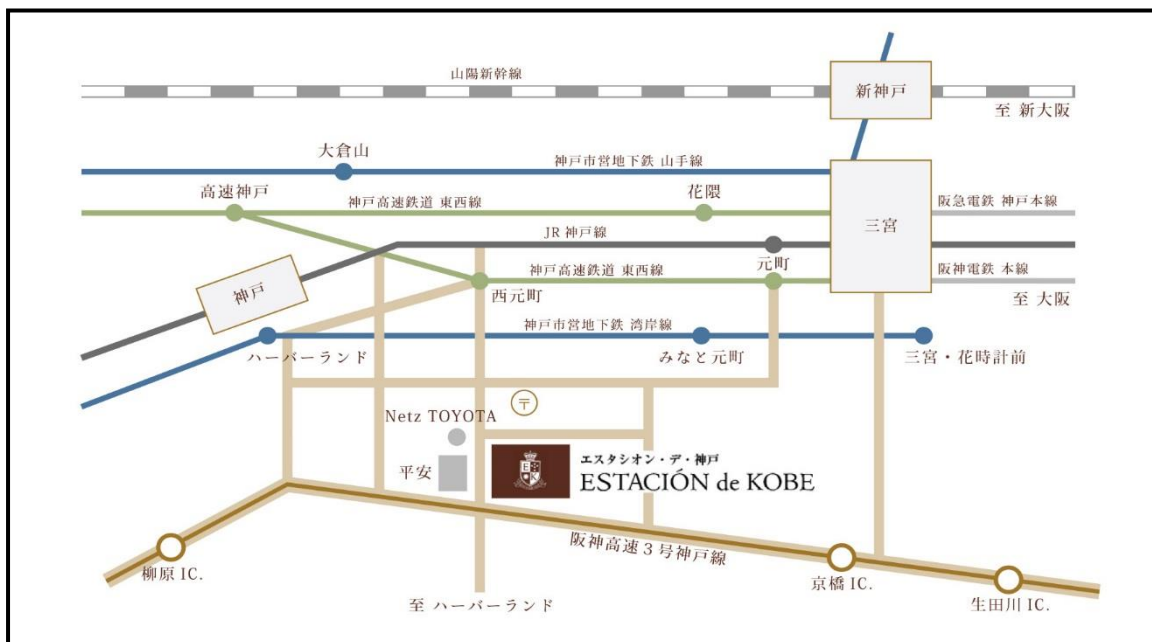 山陽新幹線
新神戸
至 新大阪
大倉山
神戸市営地下鉄 山手線
高速神戸
神戸高速鉄道 東西線
花隈
阪急電鉄 神戸本線
三宮
JR 神戸線
元町
神戸
西元町
神戸高速鉄道 東西線
阪神電鉄 本線
至 大阪
神戸市営地下鉄 湾岸線
ハーバーランド
みなと元町
三宮・花時計前
〒
Netz TOYOTA
平安
E K
エスタシオン・デ・神戸
ESTACIÓN de KOBE
阪神高速3号神戸線
柳原 IC.
京橋 IC.
生田川 IC.
至 ハーバーランド